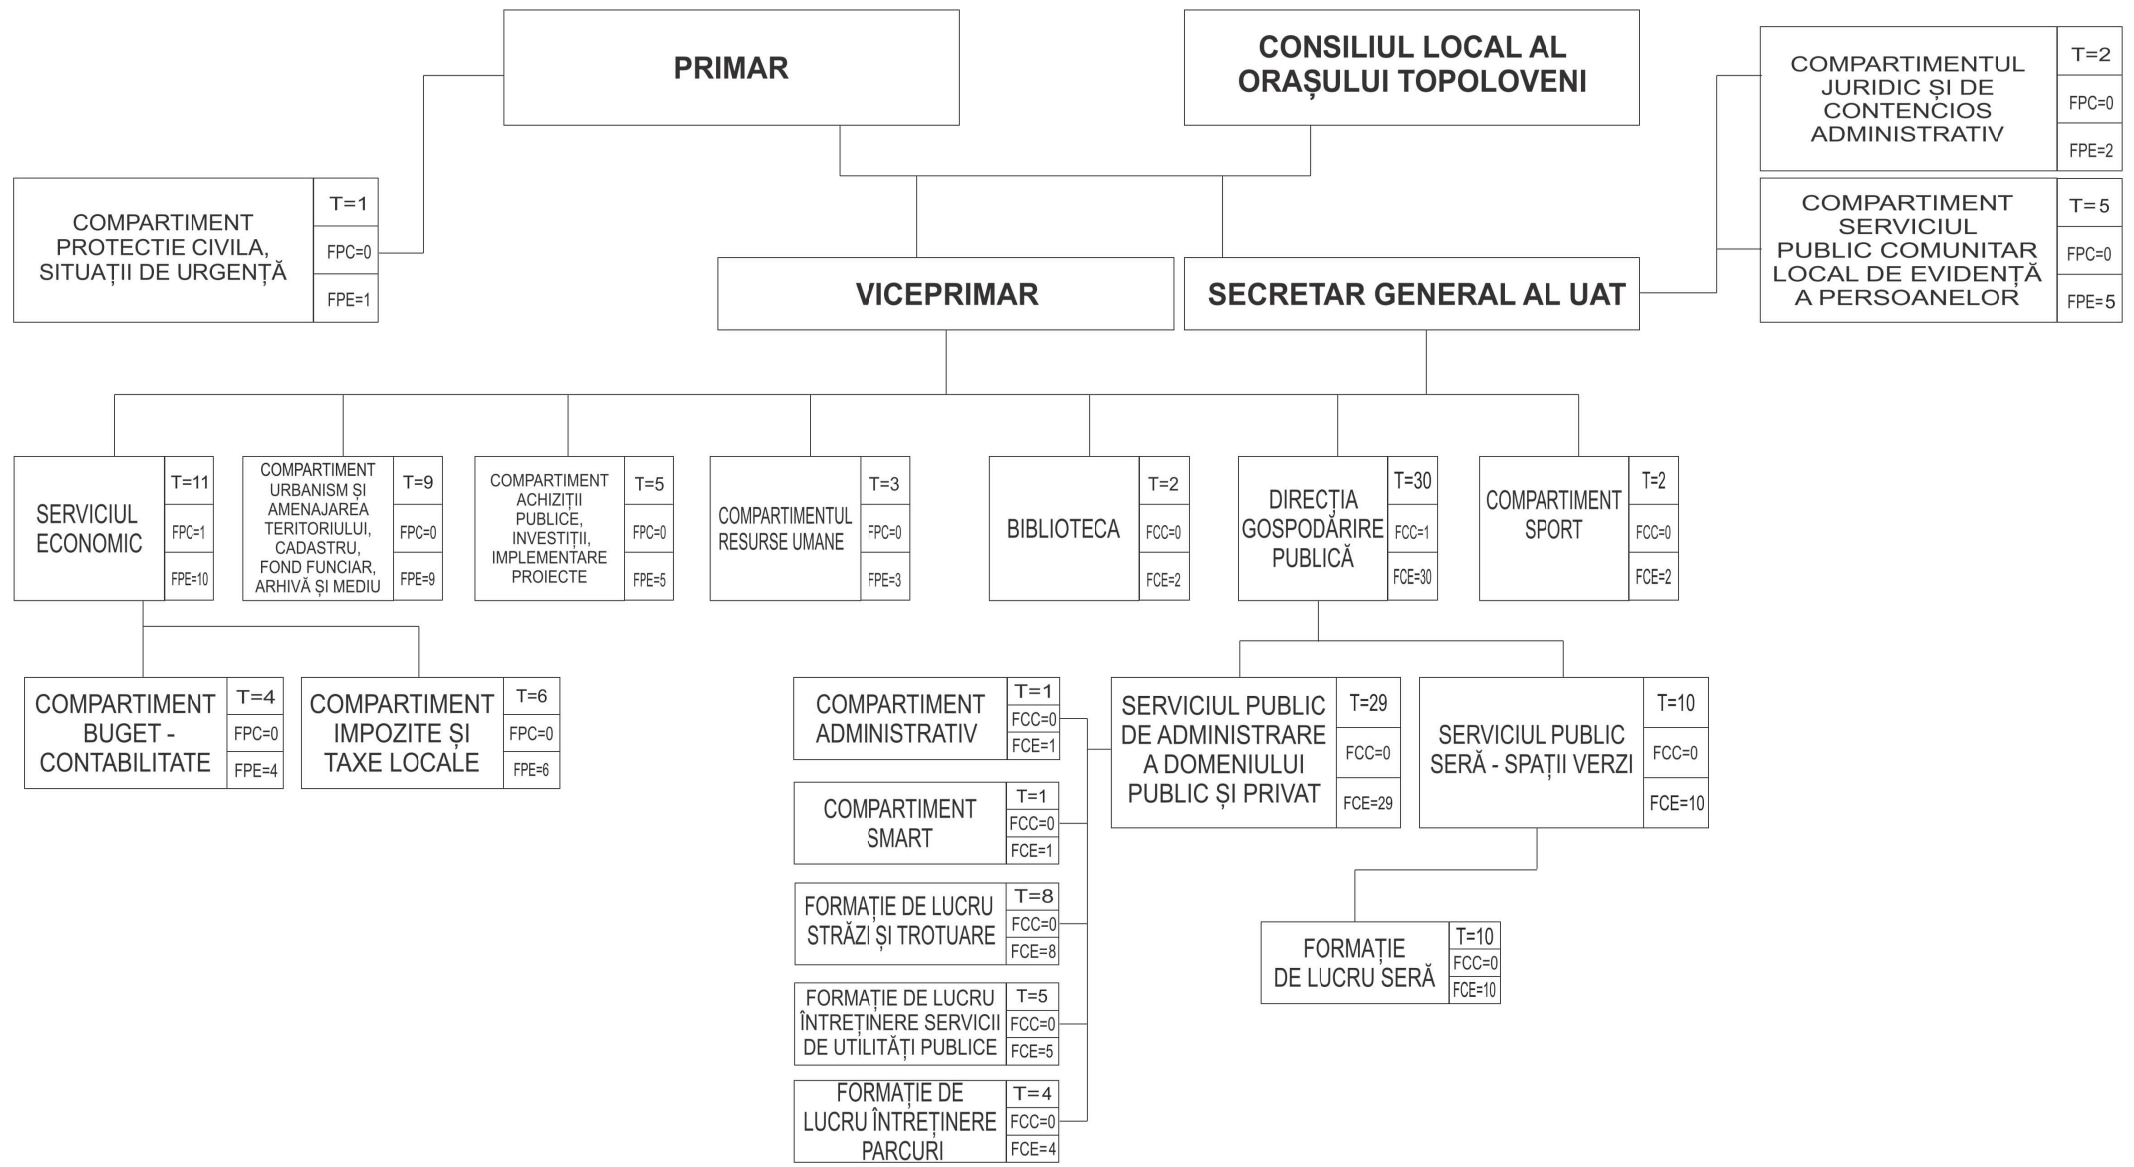 PRIMAR
CONSILIUL LOCAL AL
ORAȘULUI TOPOLOVENI
COMPARTIMENTUL
JURIDIC ȘI DE
CONTENCIOS
ADMINISTRATIV
T=2
FPC=0
FPE=2
COMPARTIMENT
PROTECTIE CIVILA,
SITUAȚII DE URGENȚĂ
T=1
FPC=0
FPE=1
COMPARTIMENT
SERVICIUL
PUBLIC COMUNITAR
LOCAL DE EVIDENȚĂ
A PERSOANELOR
T=5
FPC=0
FPE=5
VICEPRIMAR
SECRETAR GENERAL AL UAT
SERVICIUL
ECONOMIC
T=11
FPC=1
FPE=10
COMPARTIMENT
URBANISM ȘI
AMENAJAREA
TERITORIULUI,
CADASTRU,
FOND FUNCIAR,
ARHIVĂ ȘI MEDIU
T=9
FPC=0
FPE=9
COMPARTIMENT
ACHIZIȚII
PUBLICE,
INVESTIȚII,
IMPLEMENTARE
PROIECTE
T=5
FPC=0
FPE=5
COMPARTIMENTUL
RESURSE UMANE
T=3
FPC=0
FPE=3
BIBLIOTECA
T=2
FCC=0
FCE=2
DIRECȚIA
GOSPODĂRIRE
PUBLICĂ
T=30
FCC=1
FCE=30
COMPARTIMENT
SPORT
T=2
FCC=0
FCE=2
COMPARTIMENT
BUGET -
CONTABILITATE
T=4
FPC=0
FPE=4
COMPARTIMENT
IMPOZITE ȘI
TAXE LOCALE
T=6
FPC=0
FPE=6
COMPARTIMENT
ADMINISTRATIV
T=1
FCC=0
FCE=1
SERVICIUL PUBLIC
DE ADMINISTRARE
A DOMENIULUI
PUBLIC ȘI PRIVAT
T=29
FCC=0
FCE=29
SERVICIUL PUBLIC
SERĂ - SPAȚII VERZI
T=10
FCC=0
FCE=10
COMPARTIMENT
SMART
T=1
FCC=0
FCE=1
FORMAȚIE DE LUCRU
STRĂZI ȘI TROTUARE
T=8
FCC=0
FCE=8
FORMAȚIE
DE LUCRU SERĂ
T=10
FCC=0
FCE=10
FORMAȚIE DE LUCRU
ÎNTREȚINERE SERVICII
DE UTILITĂȚI PUBLICE
T=5
FCC=0
FCE=5
FORMAȚIE DE
LUCRU ÎNTREȚINERE
PARCURI
T=4
FCC=0
FCE=4